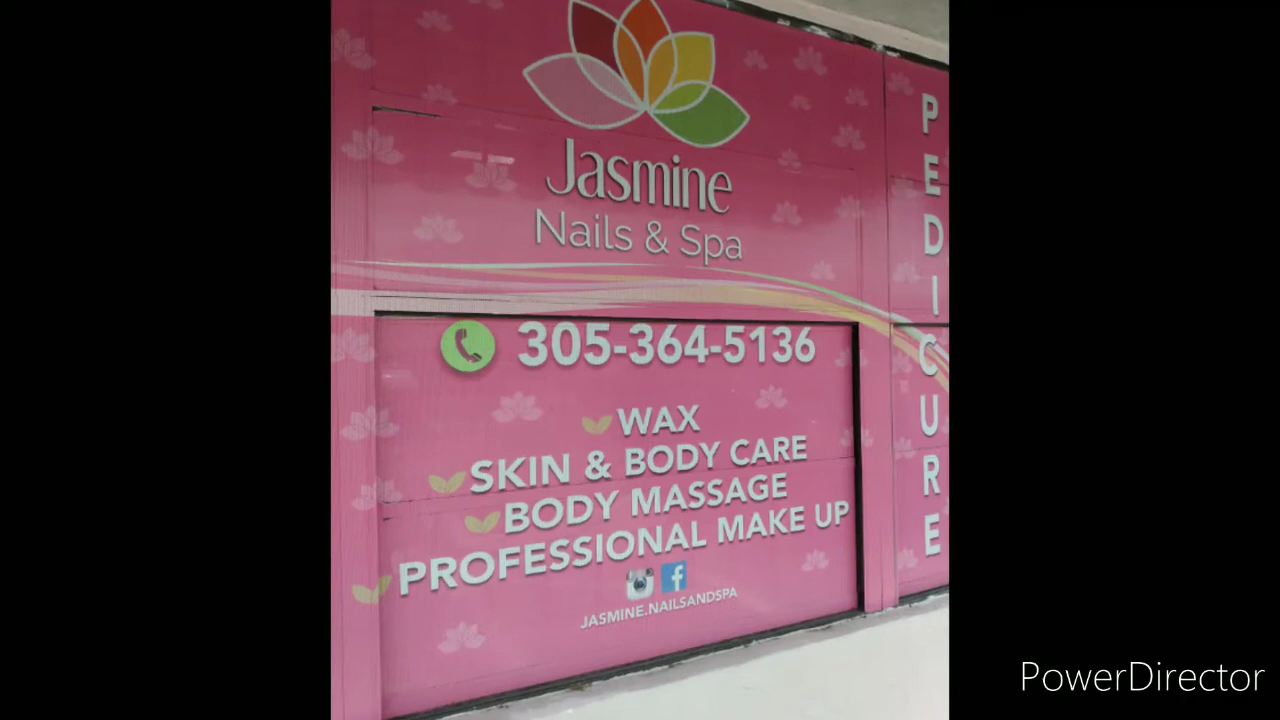 Jasmine
Nails & Spa
305-364-5136
WAX
SKIN & BODY CARE
BODY MASSAGE
PROFESSIONAL MAKE UP
JASMINE.NAILSANDSPA
PEDICURE
PowerDirector